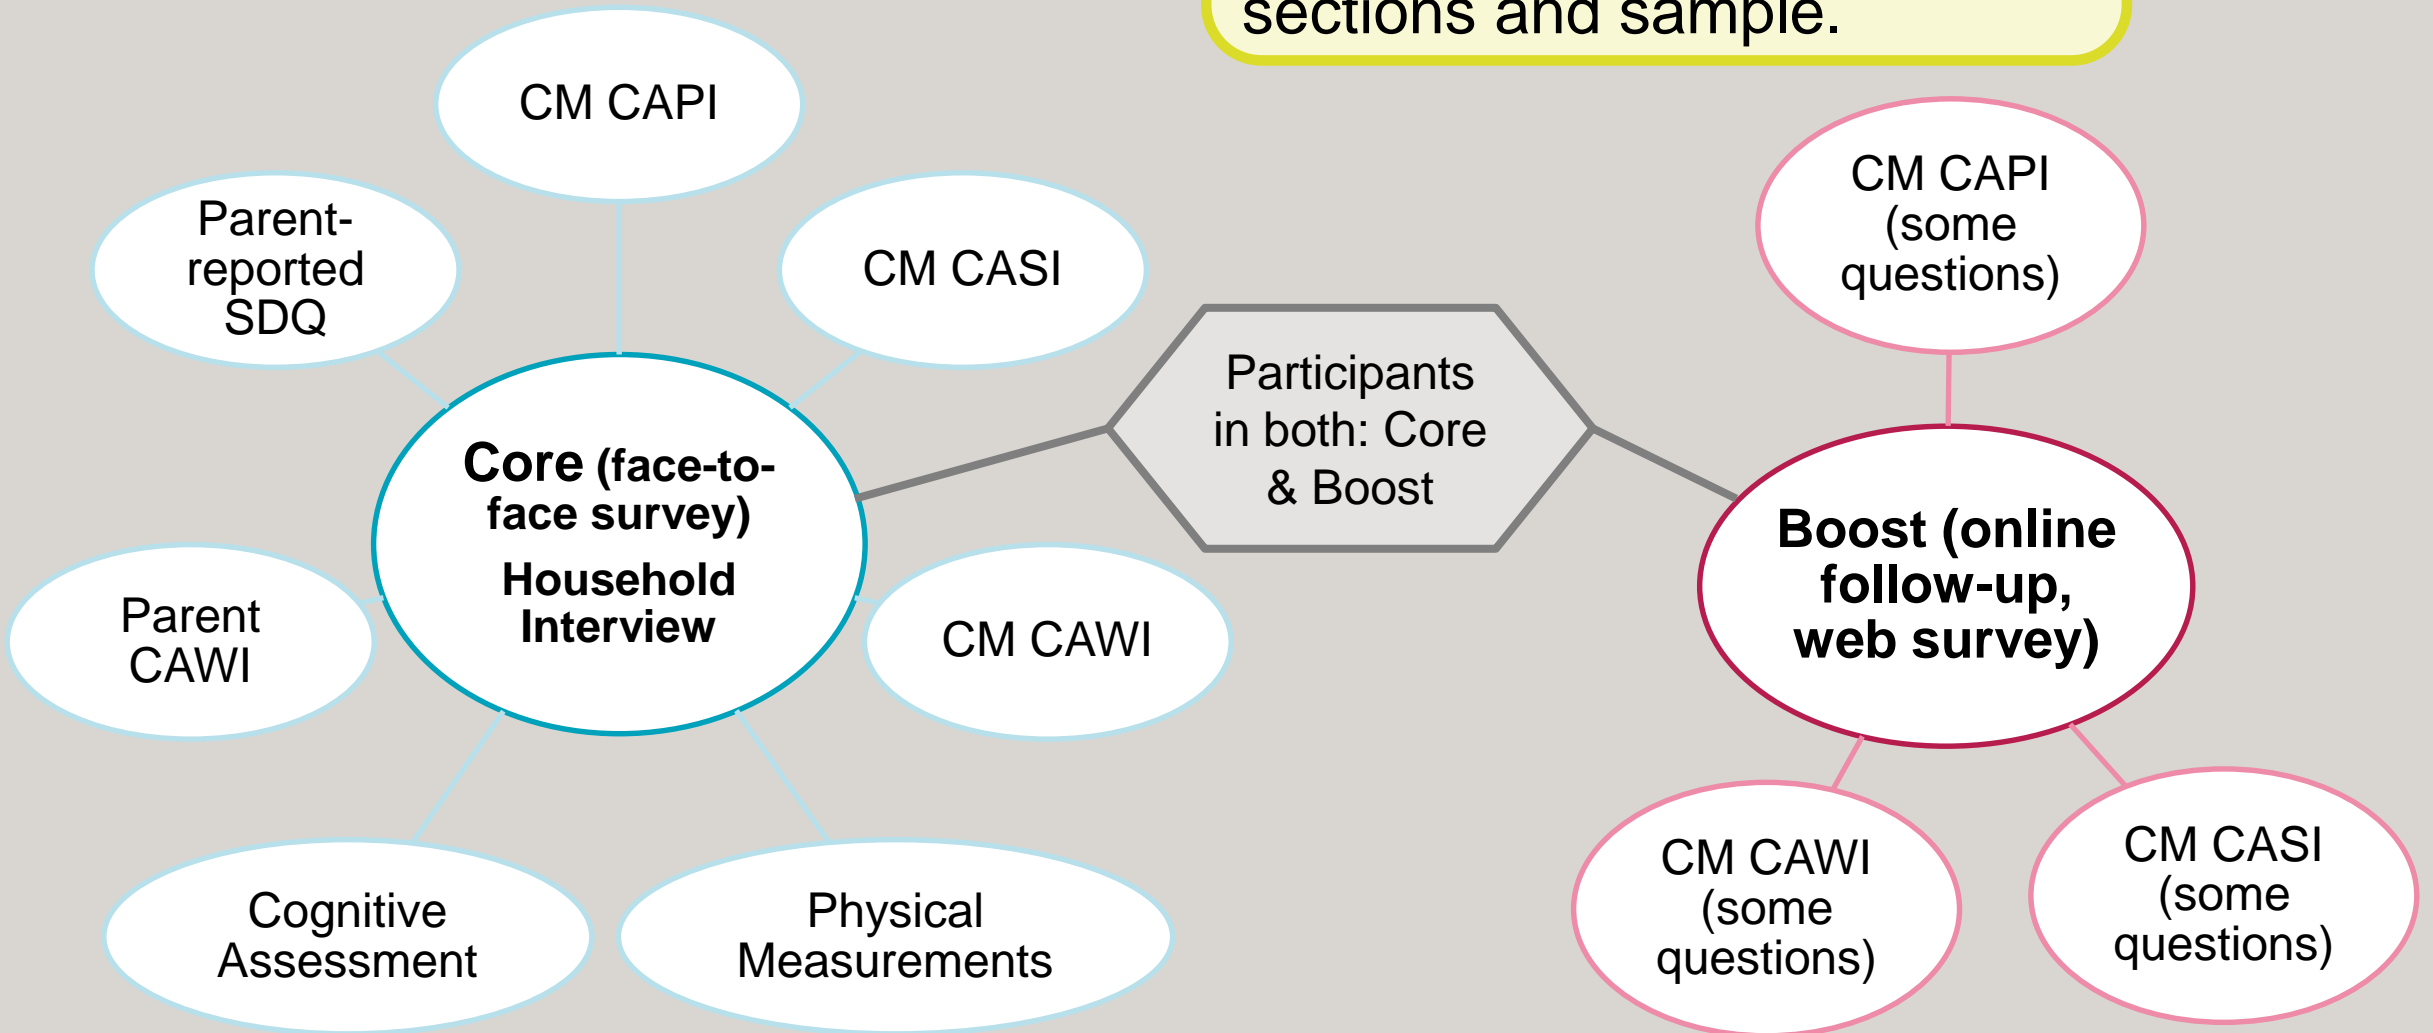 sections and sample.
CM CAPI
Parent-
reported
SDQ
CM CASI
CM CAPI
(some
questions)
Participants
in both: Core
& Boost
Core (face-to-
face survey)
Household
Interview
Boost (online
follow-up,
web survey)
Parent
CAWI
CM CAWI
Cognitive
Assessment
Physical
Measurements
CM CAWI
(some
questions)
CM CASI
(some
questions)